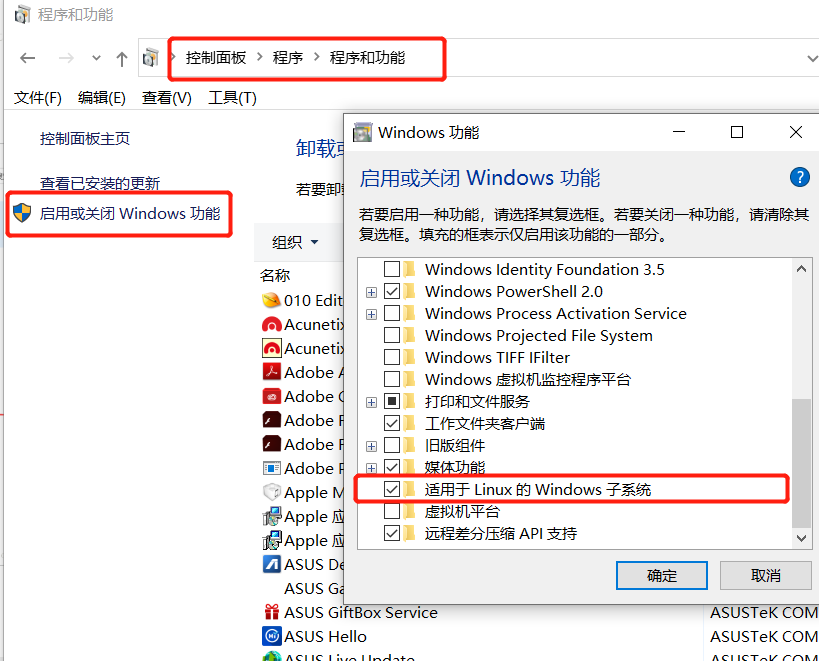 程序和功能
控制面板 > 程序 > 程序和功能
文件(F) 编辑(E) 查看(V) 工具(T)
控制面板主页
查看已安装的更新
启用或关闭 Windows 功能
卸载
若要卸
组织
名称
010 Edit
Acunetix
Acunetix
Adobe A
Adobe
Adobe F
Adobe F
Adobe P
Apple M
Apple 应
Apple 应
ASUS De
ASUS Ga
ASUS GiftBox Service
ASUS Hello
ASUS Live Update
ASUSTeK COM
ASUSTeK COM
ASUSTeK COM
Windows 功能
启用或关闭 Windows 功能
?
若要启用一种功能，请选择其复选框。若要关闭一种功能，请清除其
复选框。填充的框表示仅启用该功能的一部分。
Windows Identity Foundation 3.5
Windows PowerShell 2.0
Windows Process Activation Service
Windows Projected File System
Windows TIFF IFilter
Windows 虚拟机监控程序平台
打印和文件服务
工作文件夹客户端
旧版组件
媒体功能
适用于 Linux 的 Windows 子系统
虚拟机平台
远程差分压缩 API 支持
确定
取消